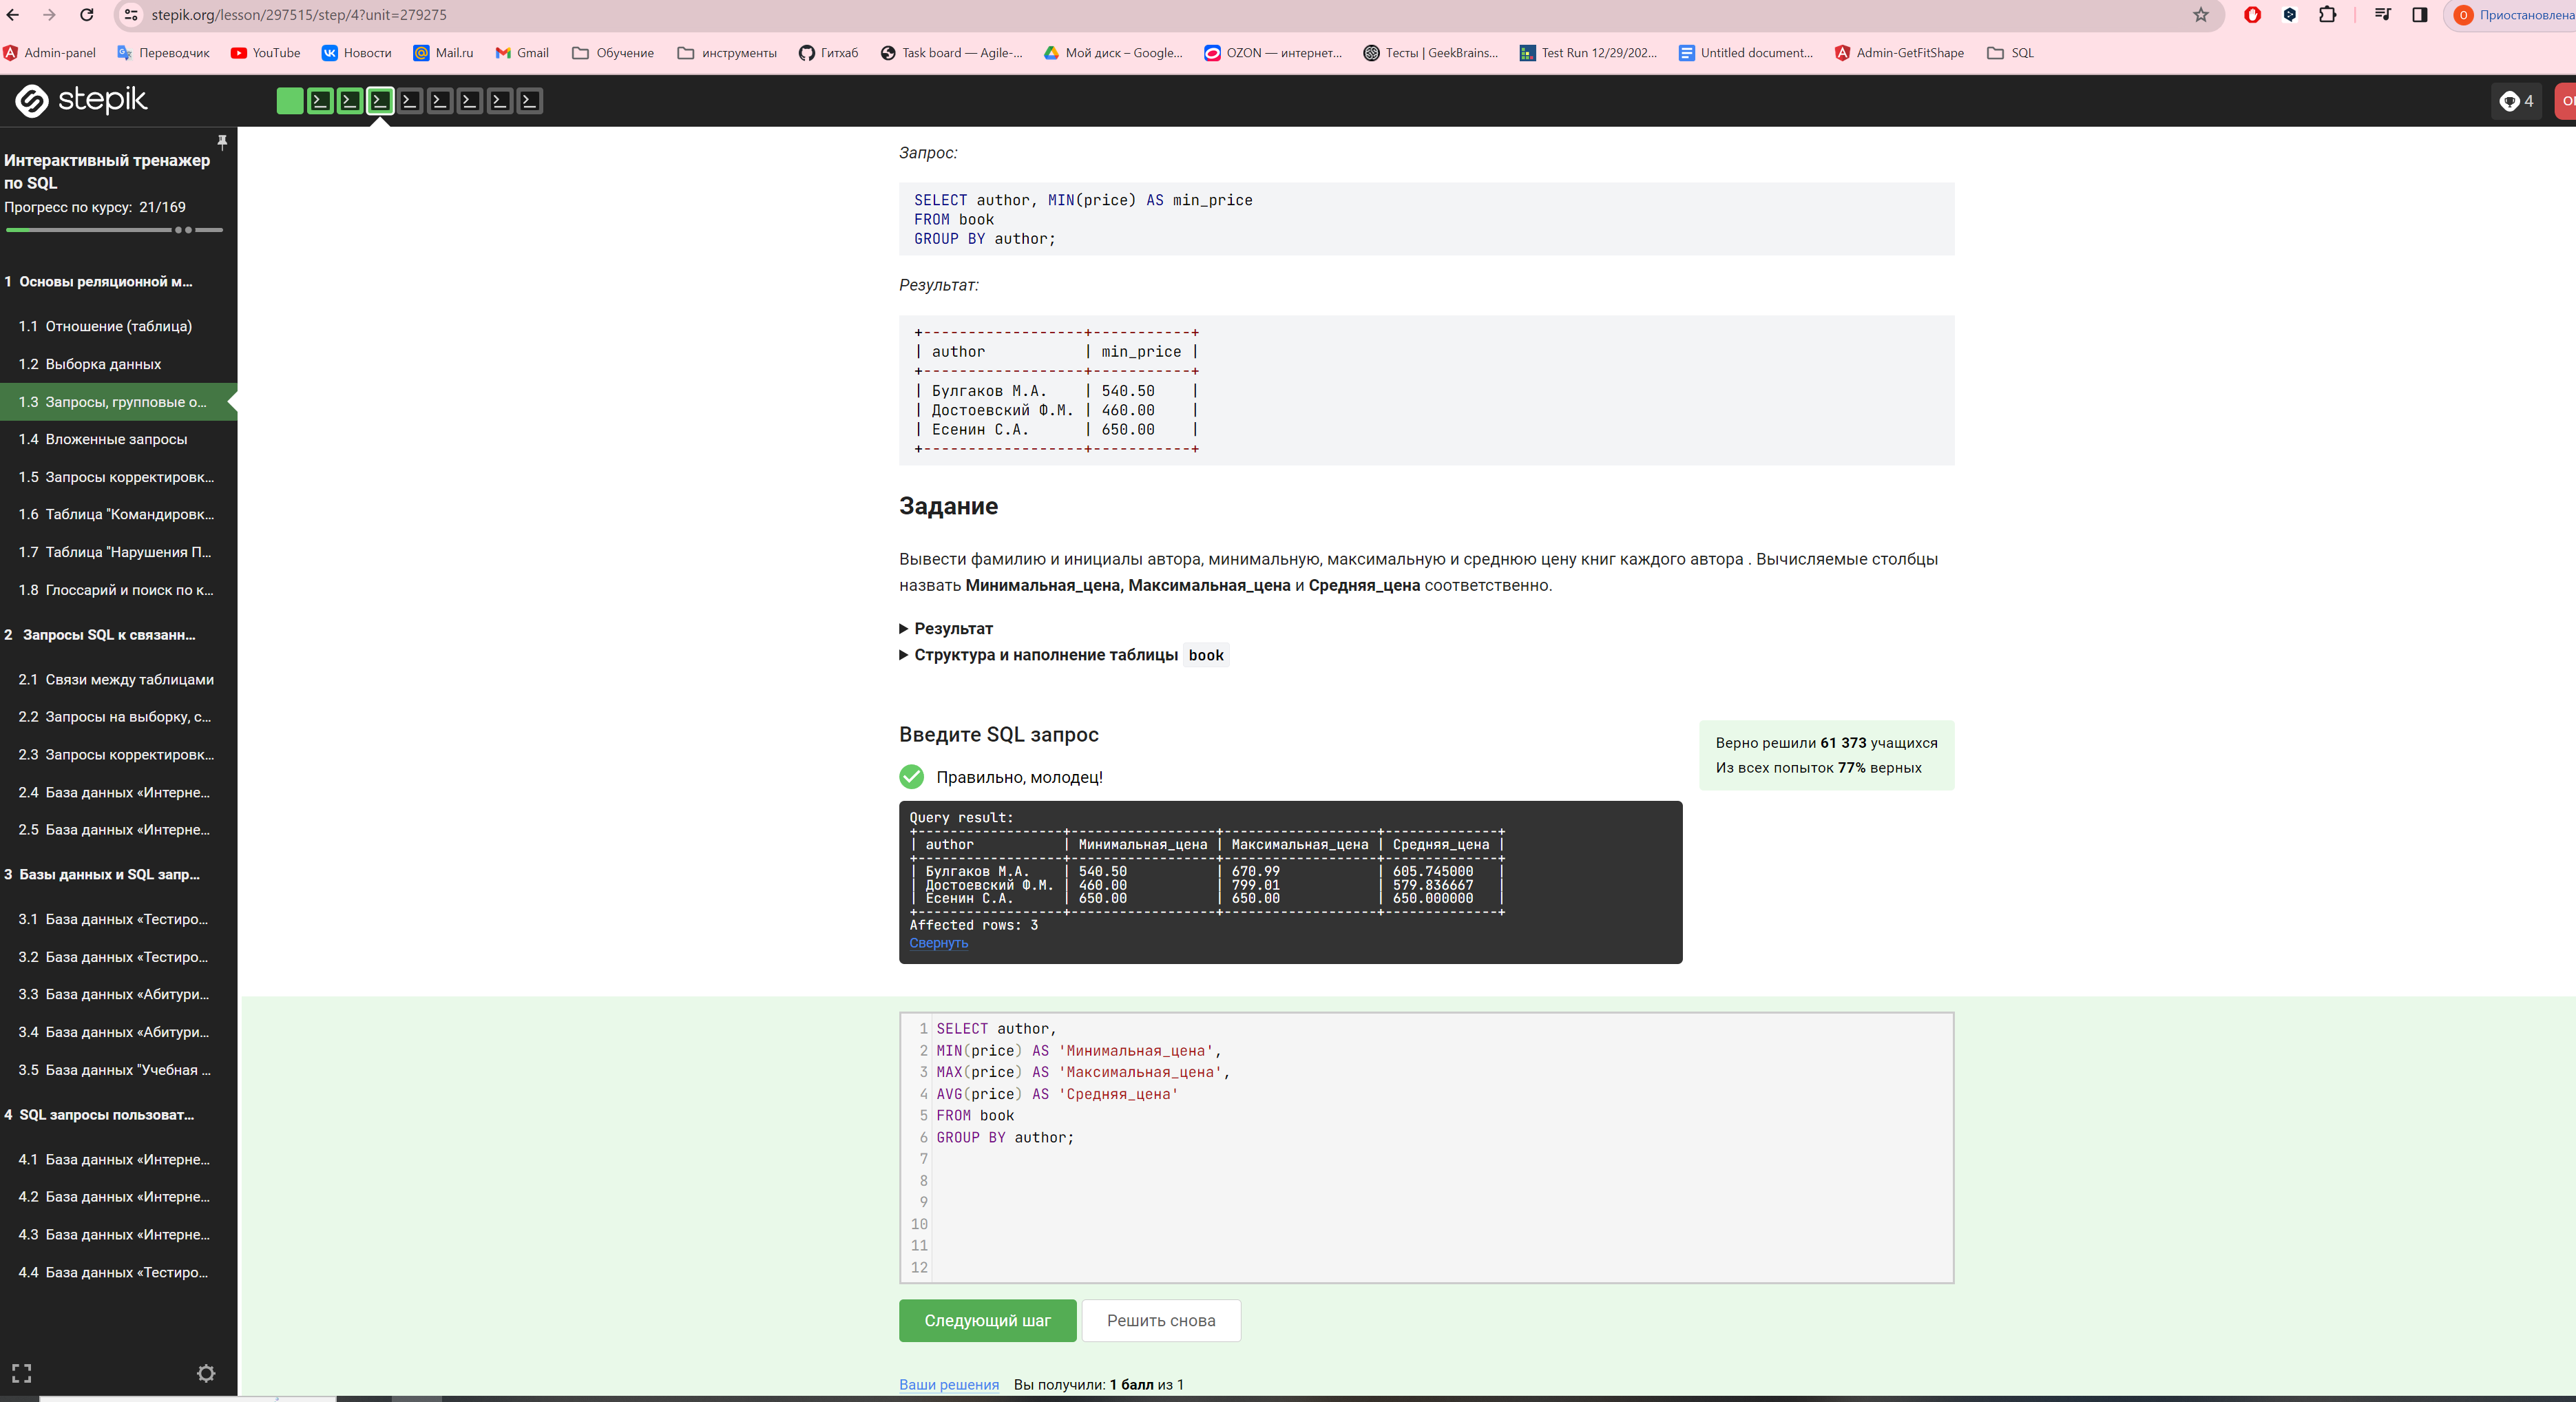 stepik.org/lesson/297515/step/4?unit=279275
Приостановлена
Admin-panel
Переводчик
YouTube
Новости
Mail.ru
Gmail
Обучение
инструменты
Гитхаб
Task board — Agile-...
Мой диск – Google...
OZON — интернет...
Тесты | GeekBrains...
Test Run 12/29/202...
Untitled document...
Admin-GetFitShape
SQL
stepik
4
Интерактивный тренажер
по SQL
Прогресс по курсу: 21/169
1 Основы реляционной м...
1.1 Отношение (таблица)
1.2 Выборка данных
1.3 Запросы, групповые о...
1.4 Вложенные запросы
1.5 Запросы корректировк...
1.6 Таблица "Командировк...
1.7 Таблица "Нарушения П...
1.8 Глоссарий и поиск по к...
2 Запросы SQL к связанн...
2.1 Связи между таблицами
2.2 Запросы на выборку, с...
2.3 Запросы корректировк...
2.4 База данных «Интерне...
2.5 База данных «Интерне...
3 Базы данных и SQL запр...
3.1 База данных «Тестиро...
3.2 База данных «Тестиро...
3.3 База данных «Абитури...
3.4 База данных «Абитури...
3.5 База данных "Учебная ...
4 SQL запросы пользоват...
4.1 База данных «Интерне...
4.2 База данных «Интерне...
4.3 База данных «Интерне...
4.4 База данных «Тестиро...
Запрос:
SELECT author, MIN(price) AS min_price
FROM book
GROUP BY author;
Результат:
+------------------+-----------+
| author           | min_price |
+------------------+-----------+
| Булгаков М.А.    | 540.50    |
| Достоевский Ф.М. | 460.00    |
| Есенин С.А.      | 650.00    |
+------------------+-----------+
Задание
Вывести фамилию и инициалы автора, минимальную, максимальную и среднюю цену книг каждого автора . Вычисляемые столбцы
назвать Минимальная_цена, Максимальная_цена и Средняя_цена соответственно.
Результат
Структура и наполнение таблицы book
Введите SQL запрос
Правильно, молодец!
Верно решили 61 373 учащихся
Из всех попыток 77% верных
Query result:
+------------------+------------------+-------------------+--------------+
| author           | Минимальная_цена | Максимальная_цена | Средняя_цена |
+------------------+------------------+-------------------+--------------+
| Булгаков М.А.    | 540.50           | 670.99            | 605.745000   |
| Достоевский Ф.М. | 460.00           | 799.01            | 579.836667   |
| Есенин С.А.      | 650.00           | 650.00            | 650.000000   |
+------------------+------------------+-------------------+--------------+
Affected rows: 3
Свернуть
1 SELECT author,
2 MIN(price) AS 'Минимальная_цена',
3 MAX(price) AS 'Максимальная_цена',
4 AVG(price) AS 'Средняя_цена'
5 FROM book
6 GROUP BY author;
7
8
9
10
11
12
Следующий шаг
Решить снова
Ваши решения Вы получили: 1 балл из 1